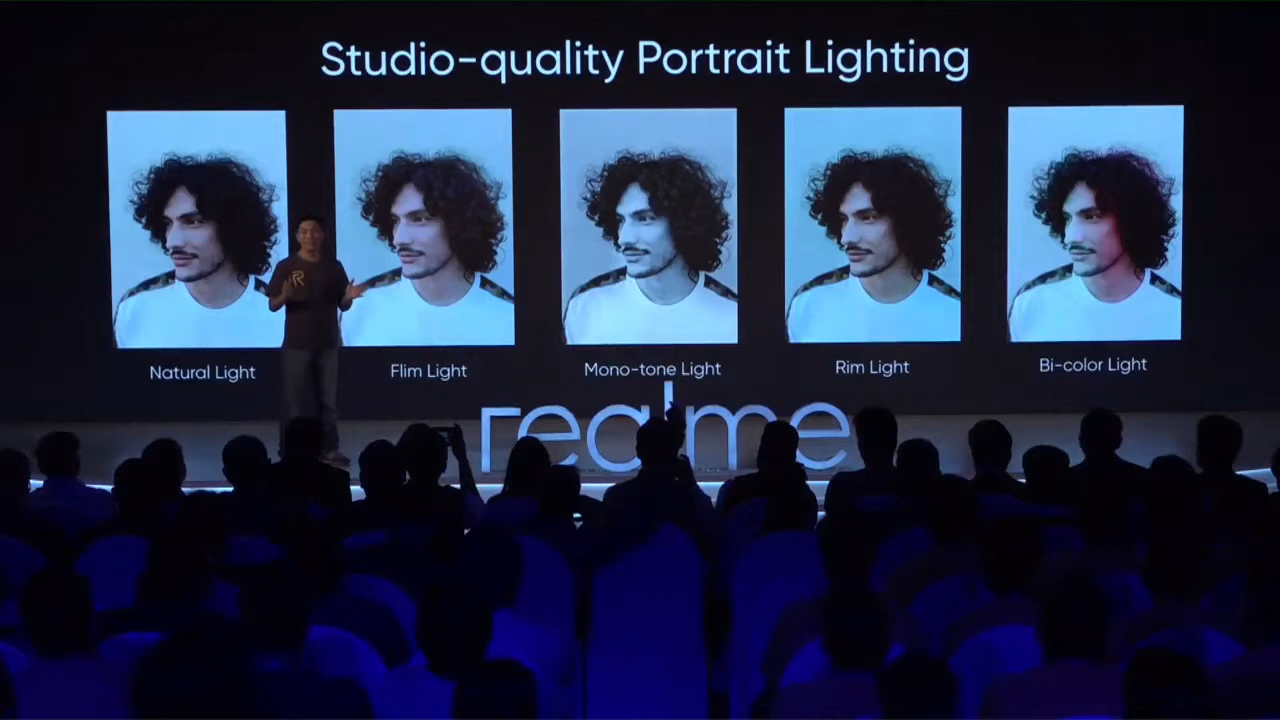 Studio-quality Portrait Lighting
Natural Light
Flim Light
Mono-tone Light
Rim Light
Bi-color Light
R
realme